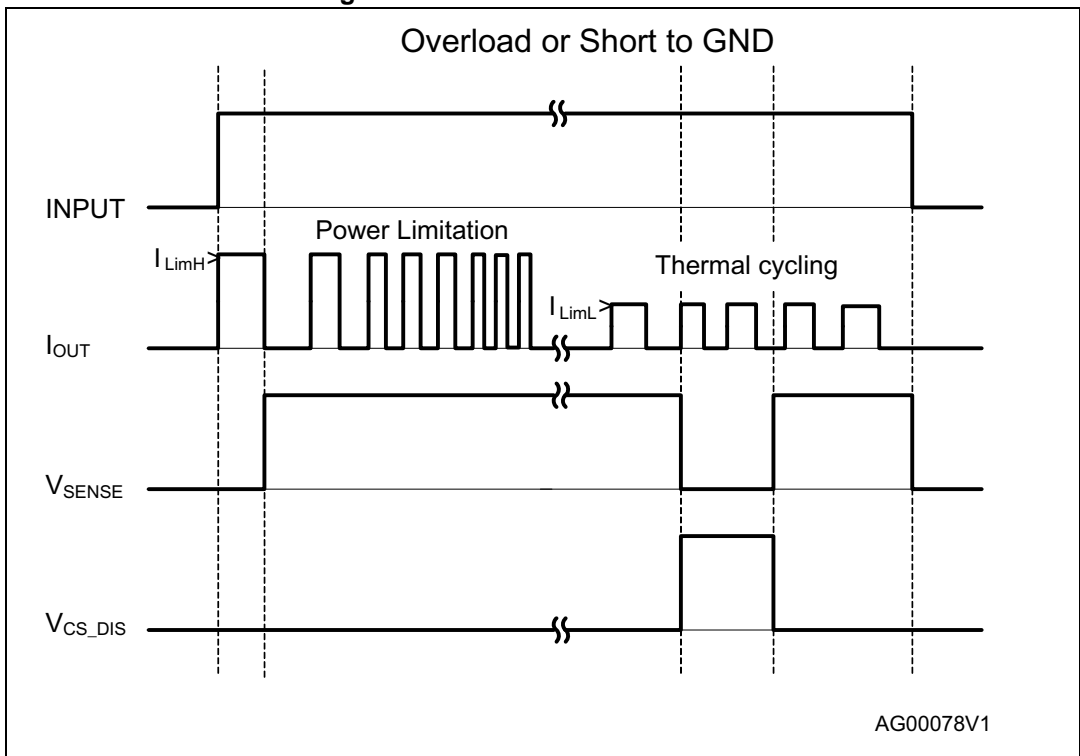 Overload or Short to GND
INPUT
Power Limitation
I LimH
Thermal cycling
I LimL
IOUT
VSENSE
VCS_DIS
AG00078V1